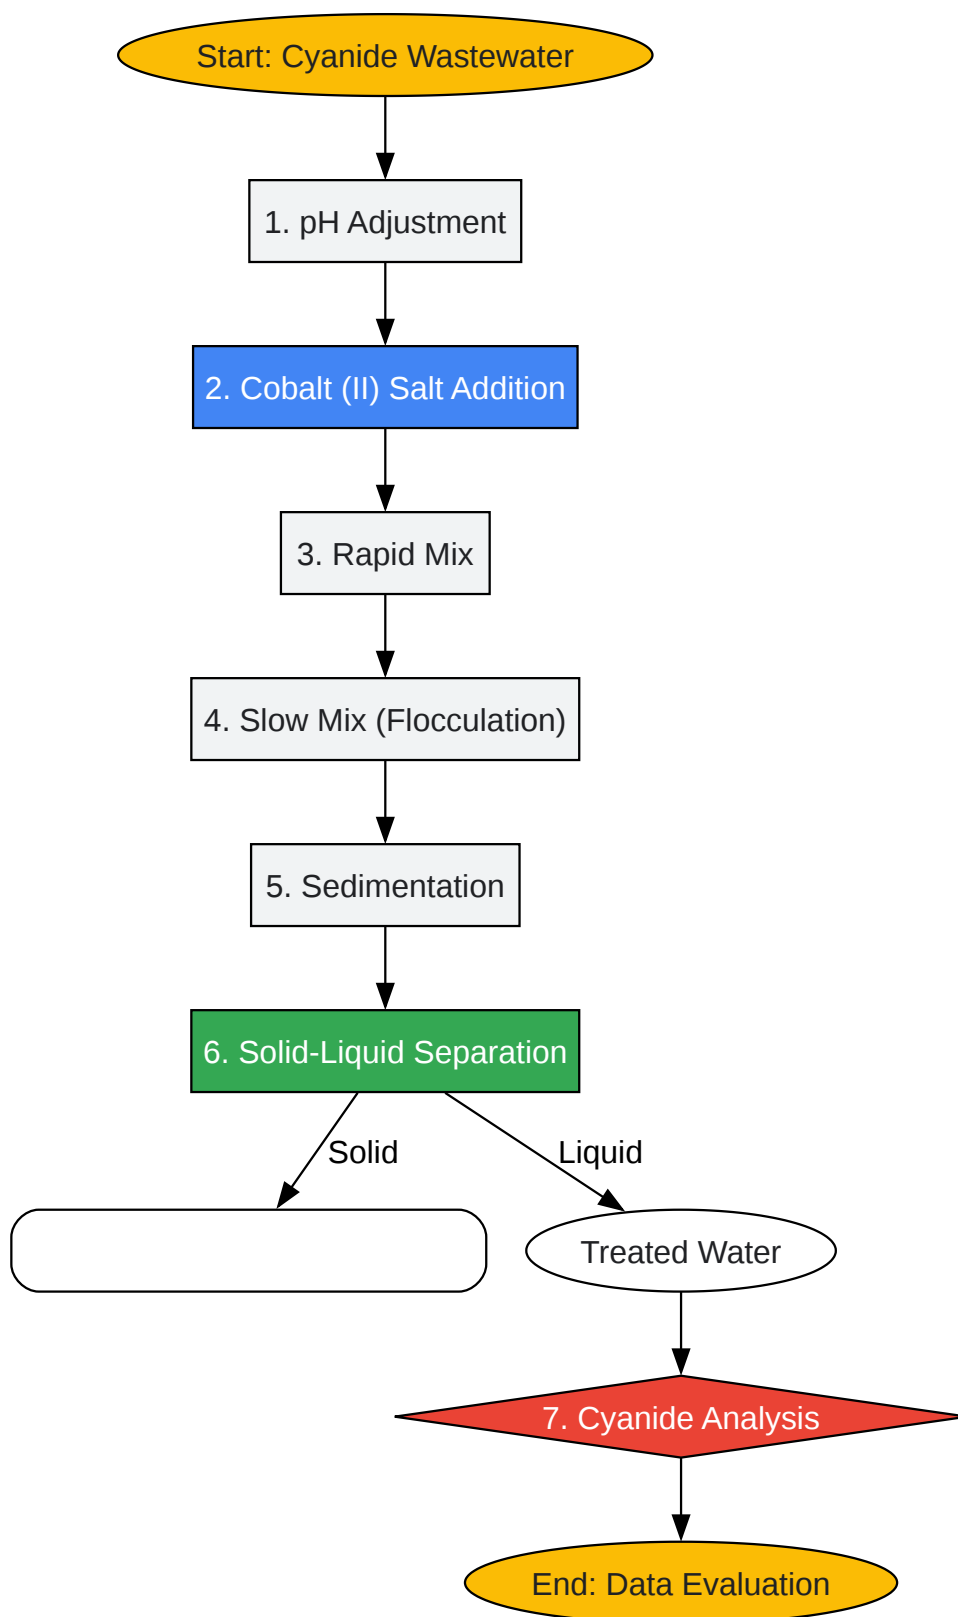 Start: Cyanide Wastewater
1. pH Adjustment
2. Cobalt (II) Salt Addition
3. Rapid Mix
4. Slow Mix (Flocculation)
5. Sedimentation
6. Solid-Liquid Separation
Solid
Liquid
Treated Water
7. Cyanide Analysis
End: Data Evaluation